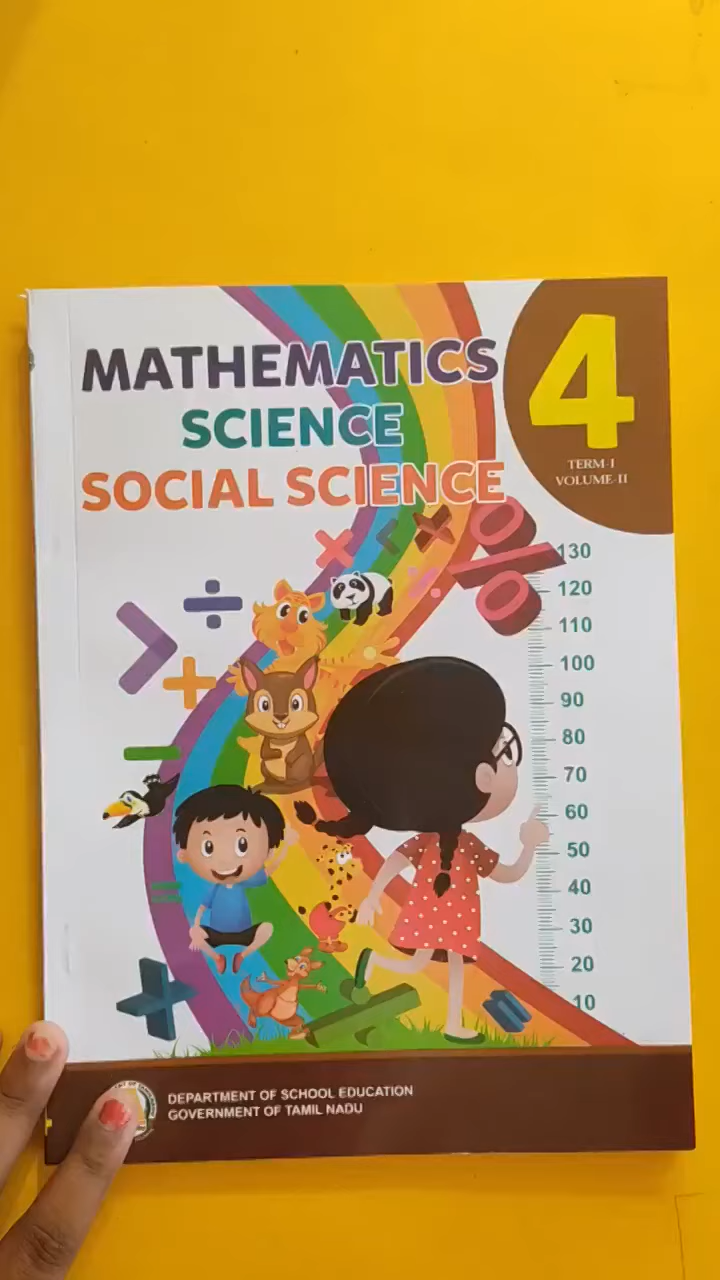 MATHEMATICS
SCIENCE
SOCIAL SCIENCE
4
TERM-I
VOLUME-II
130
120
110
100
90
80
70
60
50
40
30
20
10
DEPARTMENT OF SCHOOL EDUCATION
GOVERNMENT OF TAMIL NADU